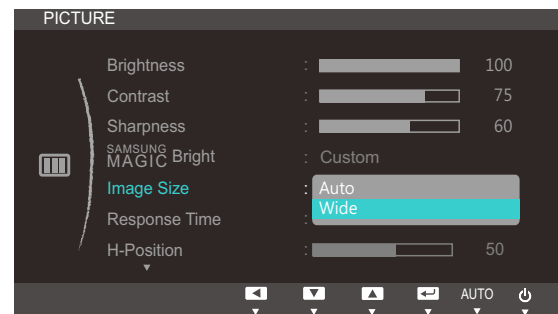 PICTURE
Brightness : 100
Contrast : 75
Sharpness : 60
SAMSUNG MAGIC Bright : Custom
Image Size : Auto
Wide
Response Time :
H-Position : 50
AUTO